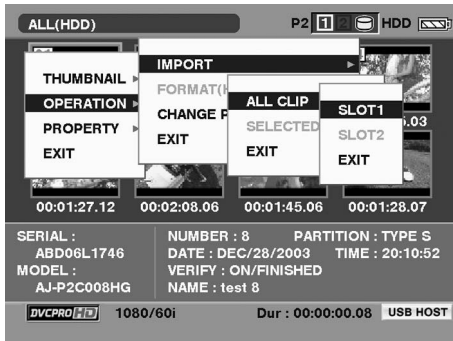 ALL(HDD)
P2 1 2 HDD
THUMBNAIL
OPERATION
PROPERTY
EXIT
IMPORT
FORMAT(H
CHANGE P
EXIT
ALL CLIP
SELECTED
EXIT
SLOT1
SLOT2
EXIT
5.03
00:01:27.12 00:02:08.06 00:01:45.06 00:01:28.07
SERIAL :
ABD06L1746
MODEL :
AJ-P2C008HG
NUMBER : 8 PARTITION : TYPE S
DATE : DEC/28/2003 TIME : 20:10:52
VERIFY : ON/FINISHED
NAME : test 8
DVCPRO HD 1080/60i Dur : 00:00:00.08 USB HOST